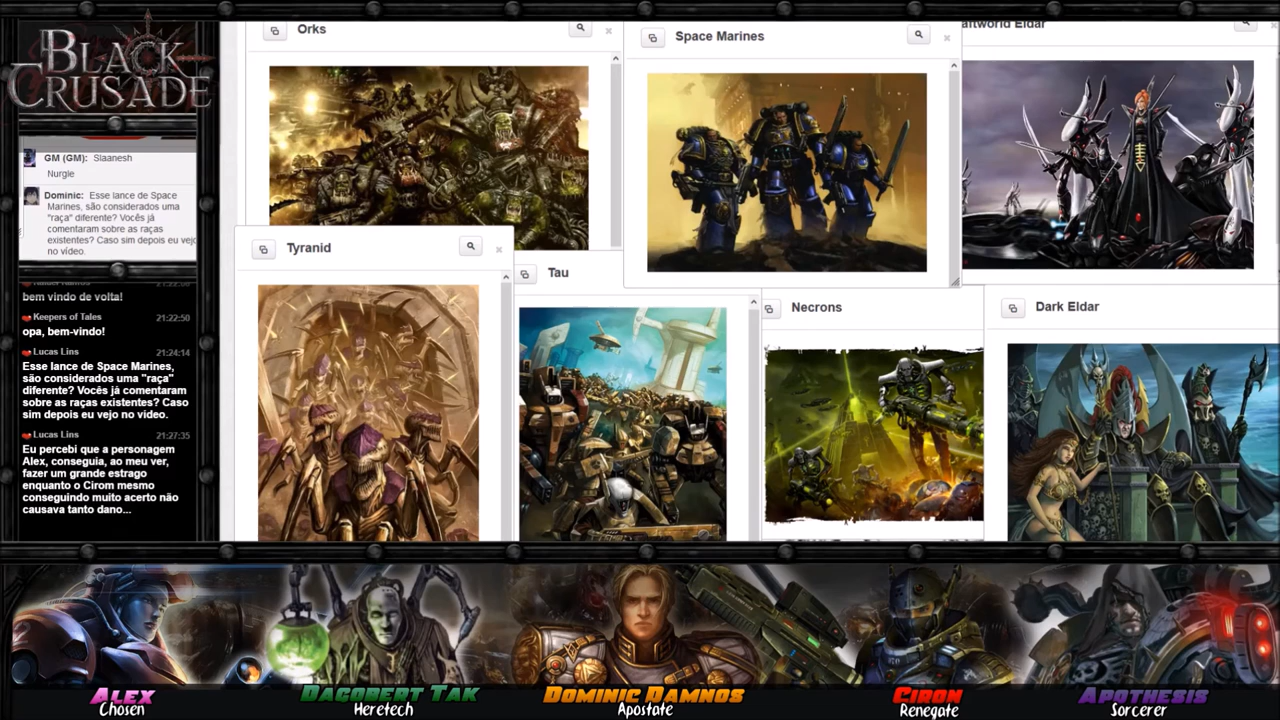 BLACK
CRUSADE
GM (GM): Slaanesh
Nurgle
Dominic: Esse lance de Space
Marines, são considerados uma
"raça" diferente? Vocês já
comentaram sobre as raças
existentes? Caso sim depois eu vejo
no vídeo.
bem vindo de volta!
Keepers of Tales 21:22:50
opa, bem-vindo!
Lucas Lins 21:24:14
Esse lance de Space Marines,
são considerados uma "raça"
diferente? Vocês já comentaram
sobre as raças existentes? Caso
sim depois eu vejo no vídeo.
Lucas Lins 21:27:35
Eu percebi que a personagem
Alex, conseguia, ao meu ver,
fazer um grande estrago
enquanto o Cirom mesmo
conseguindo muito acerto não
causava tanto dano...
Orks
Space Marines
Eldar
Tyranid
Tau
Necrons
Dark Eldar
ALEX
Chosen
DAGOBERT TAK
Heretech
DOMINIC DAMNOS
Apostate
CIRON
Renegate
APOTHESIS
Sorcerer